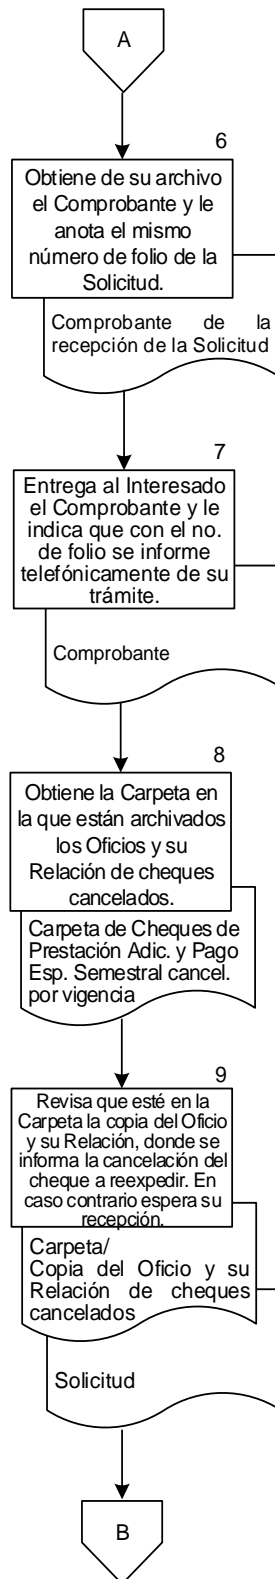 A
6
Obtiene de su archivo
el Comprobante y le
anota el mismo
número de folio de la
Solicitud.
Comprobante de la
recepción de la Solicitud
7
Entrega al Interesado
el Comprobante y le
indica que con el no.
de folio se informe
telefónicamente de su
trámite.
Comprobante
8
Obtiene la Carpeta en
la que están archivados
los Oficios y su
Relación de cheques
cancelados.
Carpeta de Cheques de
Prestación Adic. y Pago
Esp. Semestral cancel.
por vigencia
9
Revisa que esté en la
Carpeta la copia del Oficio
y su Relación, donde se
informa la cancelación del
cheque a reexpedir. En
caso contrario espera su
recepción.
Carpeta/
Copia del Oficio y su
Relación de cheques
cancelados
Solicitud
B